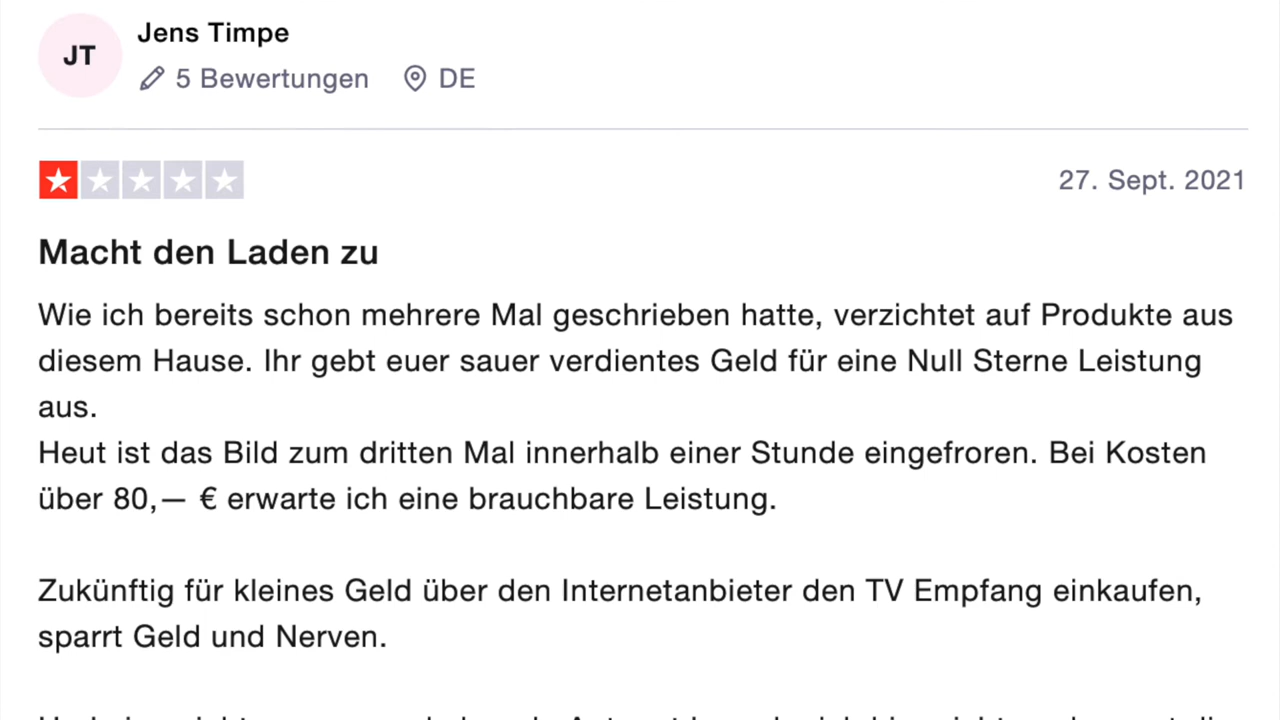 JT
Jens Timpe
5 Bewertungen DE
27. Sept. 2021
Macht den Laden zu
Wie ich bereits schon mehrere Mal geschrieben hatte, verzichtet auf Produkte aus
diesem Hause. Ihr gebt euer sauer verdientes Geld für eine Null Sterne Leistung
aus.
Heut ist das Bild zum dritten Mal innerhalb einer Stunde eingefroren. Bei Kosten
über 80,— € erwarte ich eine brauchbare Leistung.
Zukünftig für kleines Geld über den Internetanbieter den TV Empfang einkaufen,
sparrt Geld und Nerven.